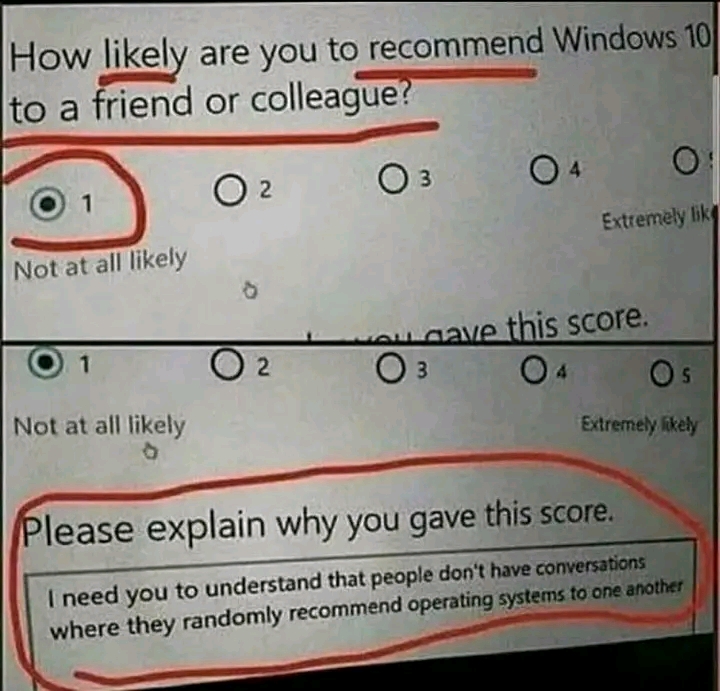 How likely are you to recommend Windows 10
to a friend or colleague?
1 2 3 4
Extremely
Not at all likely
gave this score.
1 2 3 4 5
Not at all likely Extremely likely
Please explain why you gave this score.
I need you to understand that people don't have conversations
where they randomly recommend operating systems to one another